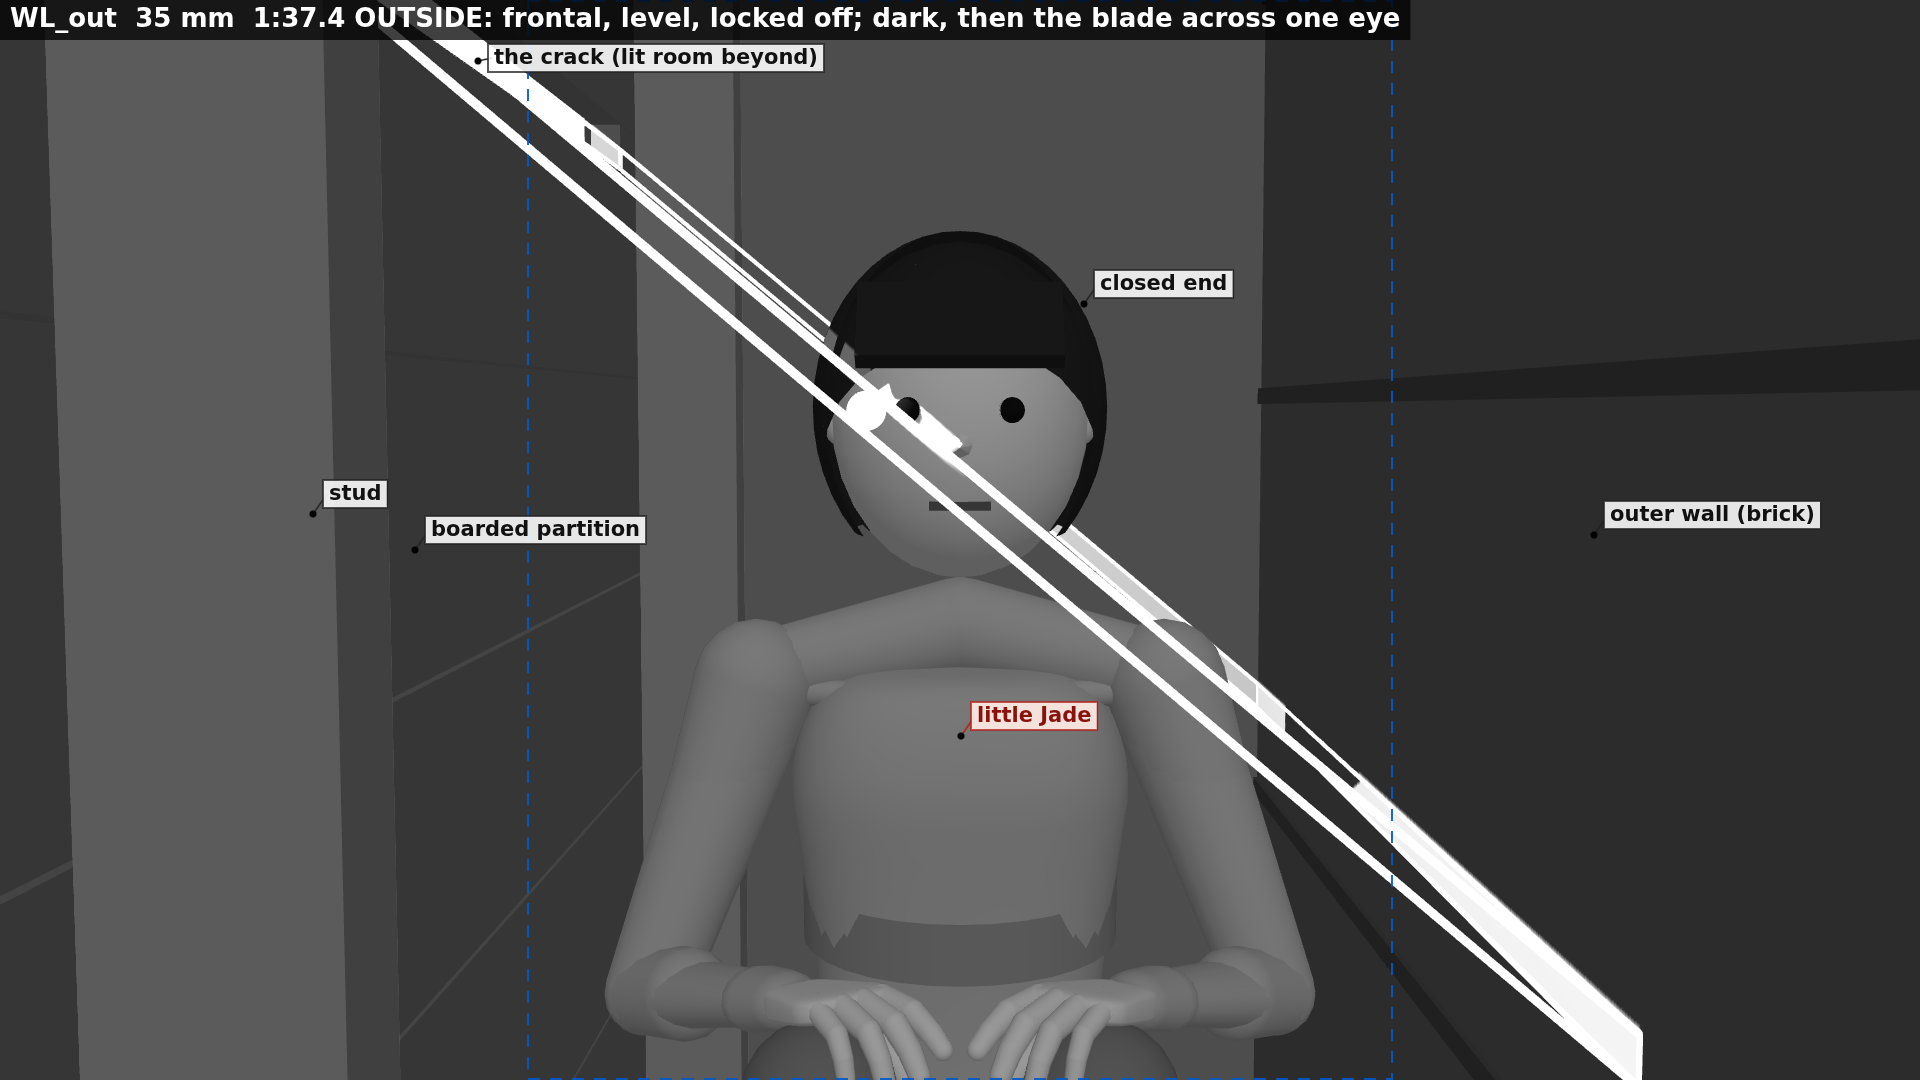 WL_out 35 mm 1:37.4 OUTSIDE: frontal, level, locked off; dark, then the blade across one eye
the crack (lit room beyond)
closed end
stud
boarded partition
outer wall (brick)
little Jade